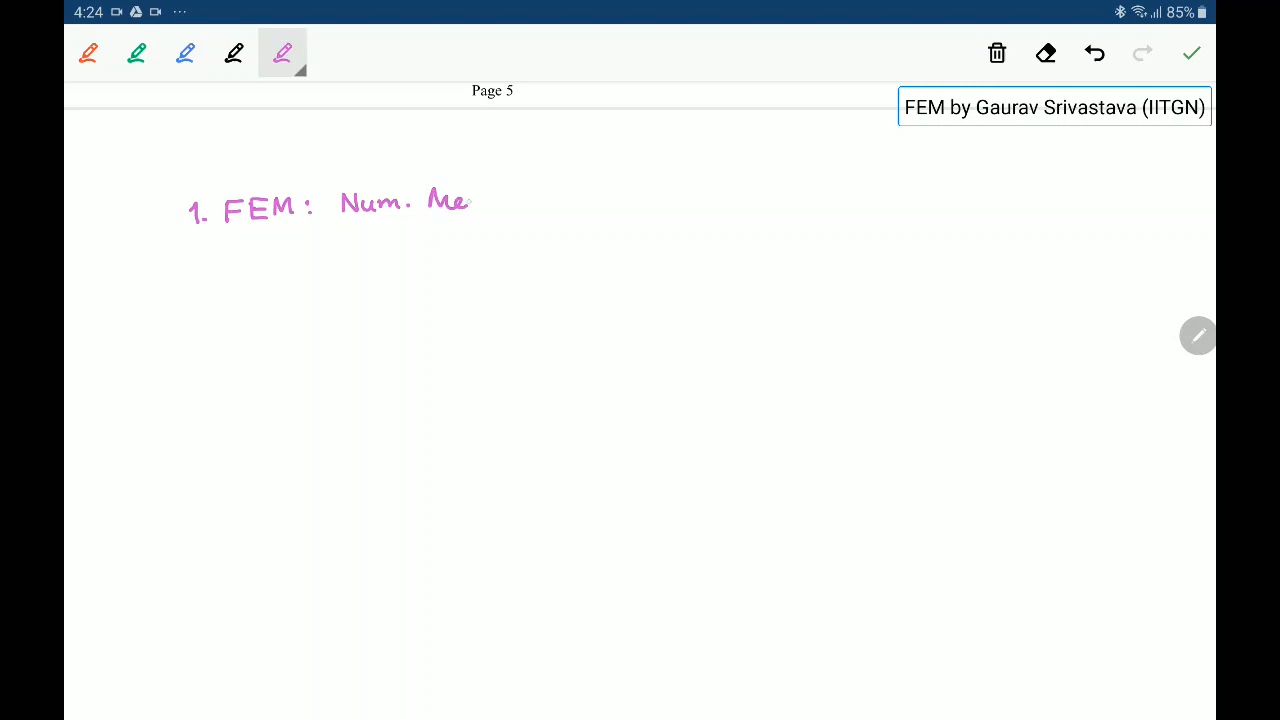 4:24 ... 85%
Page 5
FEM by Gaurav Srivastava (IITGN)
1. FEM: Num. Me